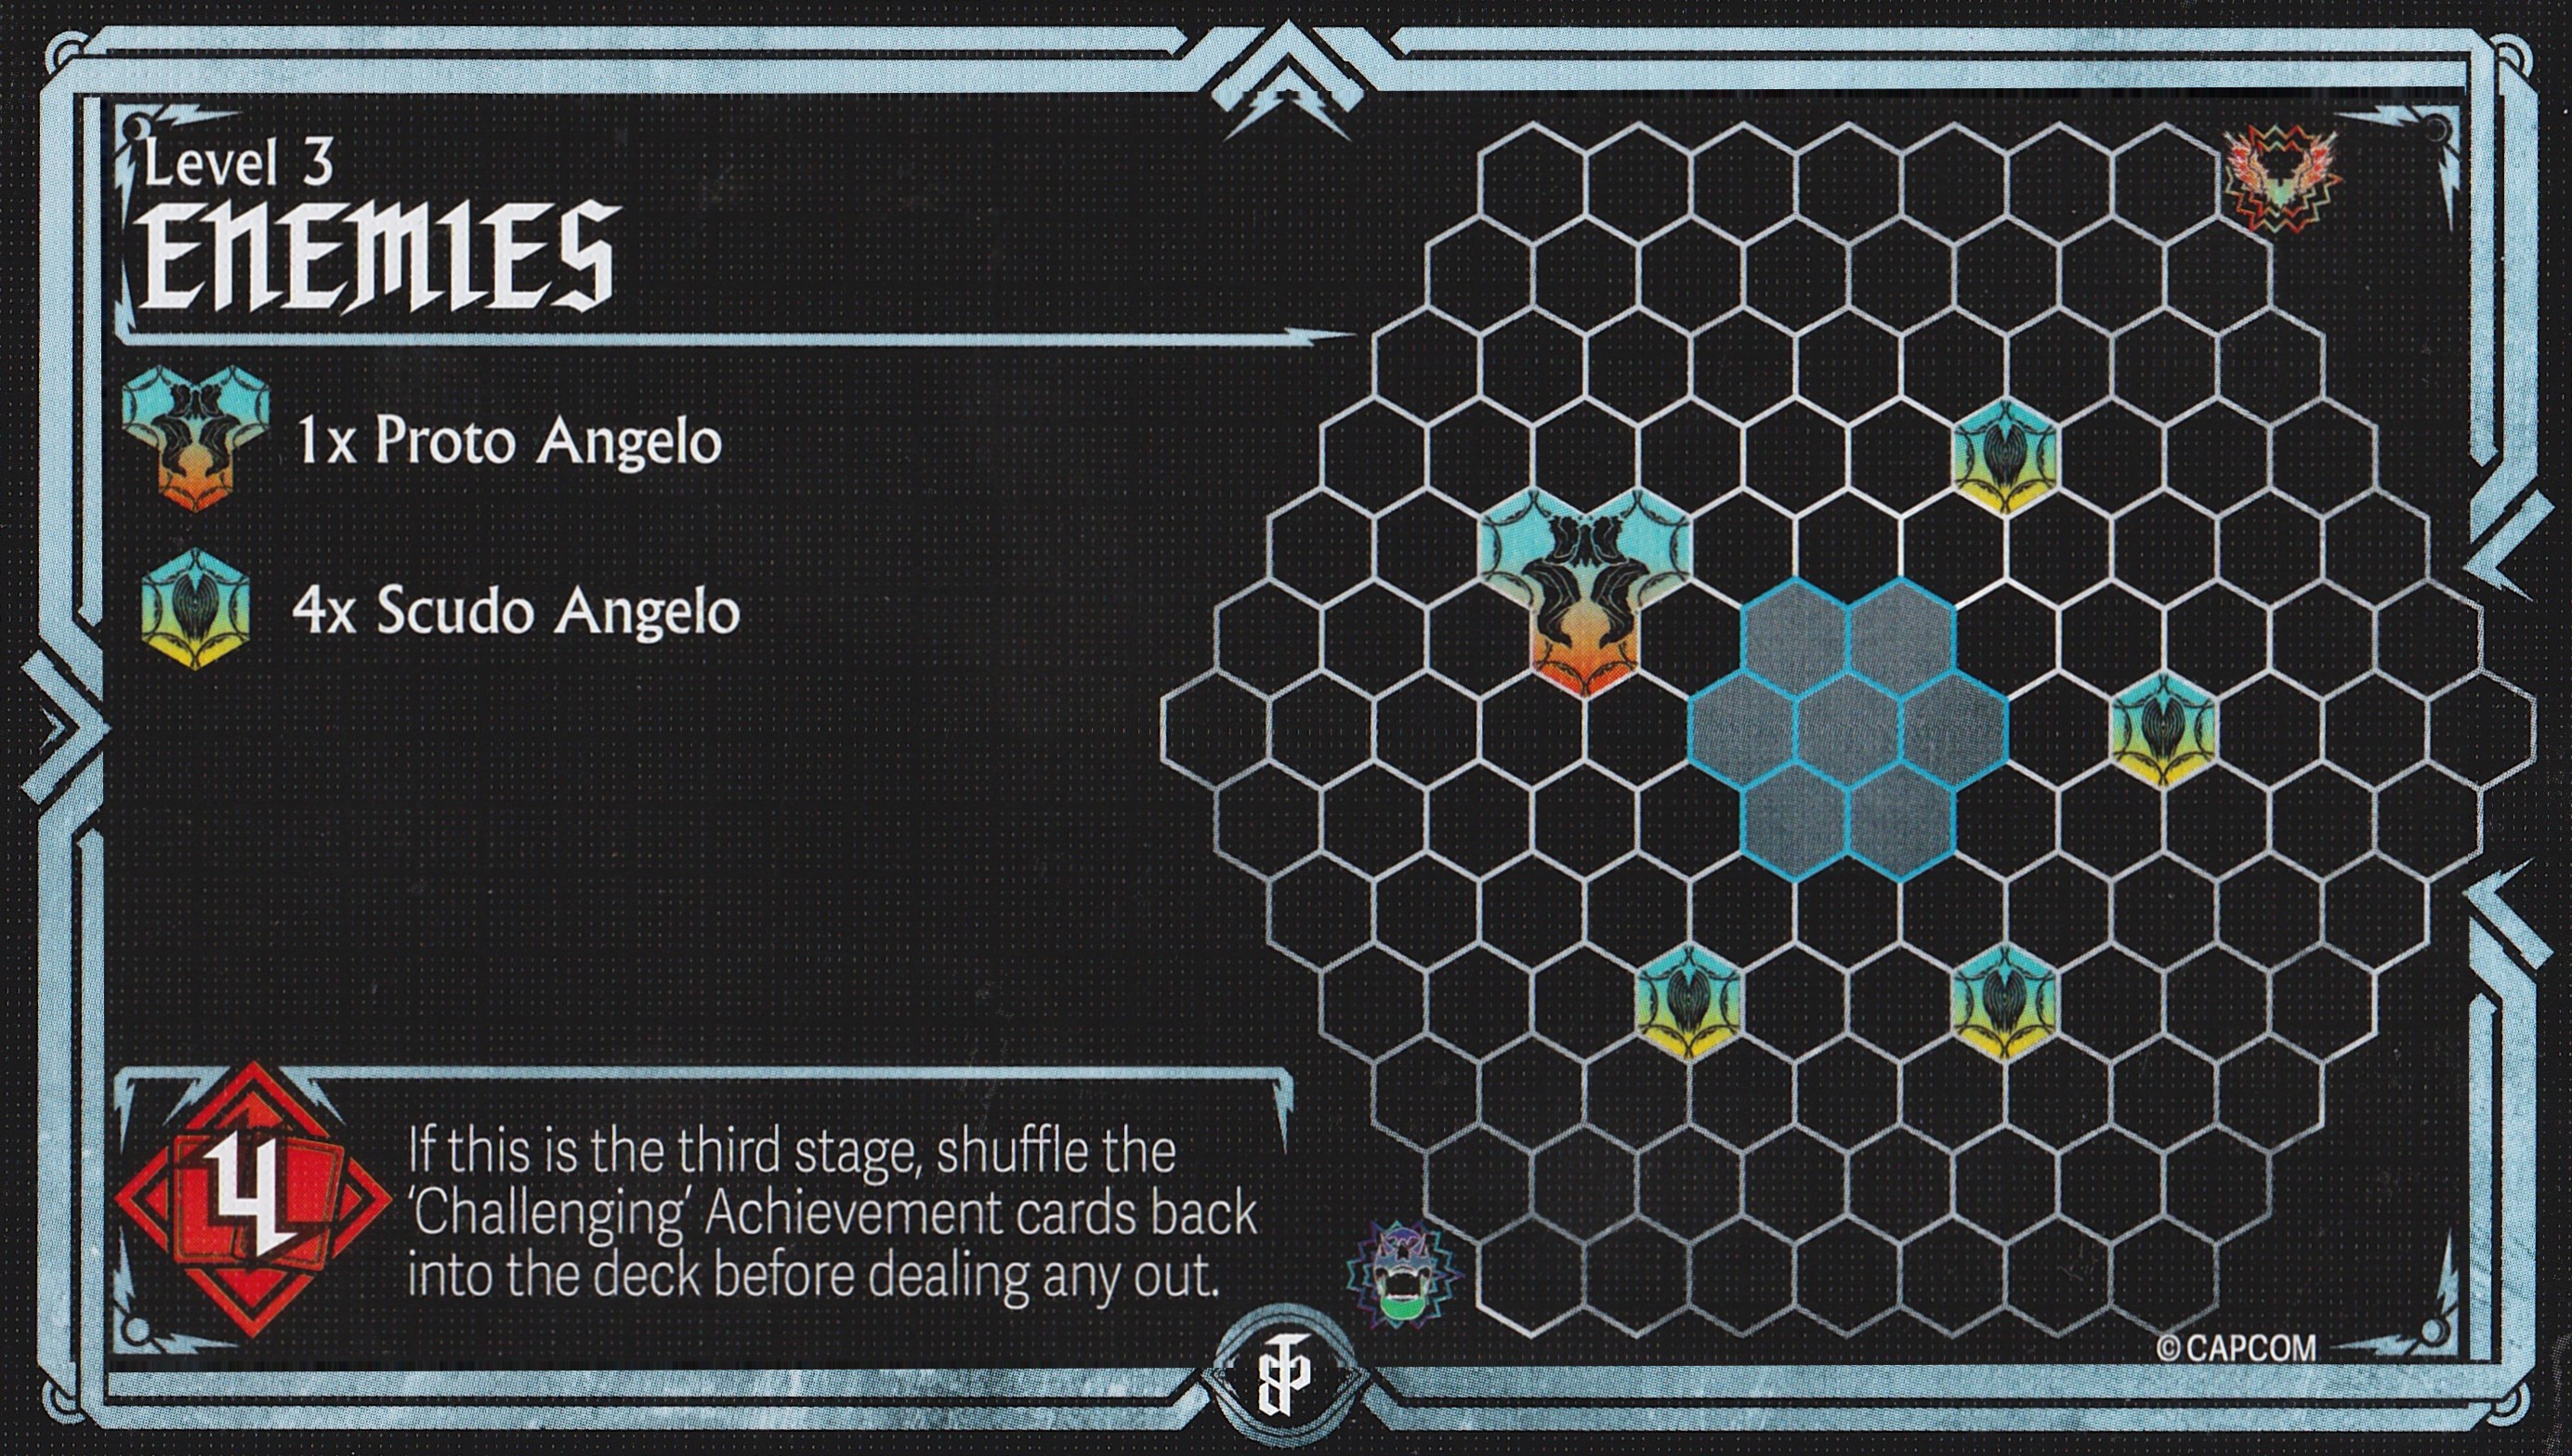 Level 3
ENEMIES
1x Proto Angelo
4x Scudo Angelo
4
If this is the third stage, shuffle the
‘Challenging’ Achievement cards back
into the deck before dealing any out.
© CAPCOM